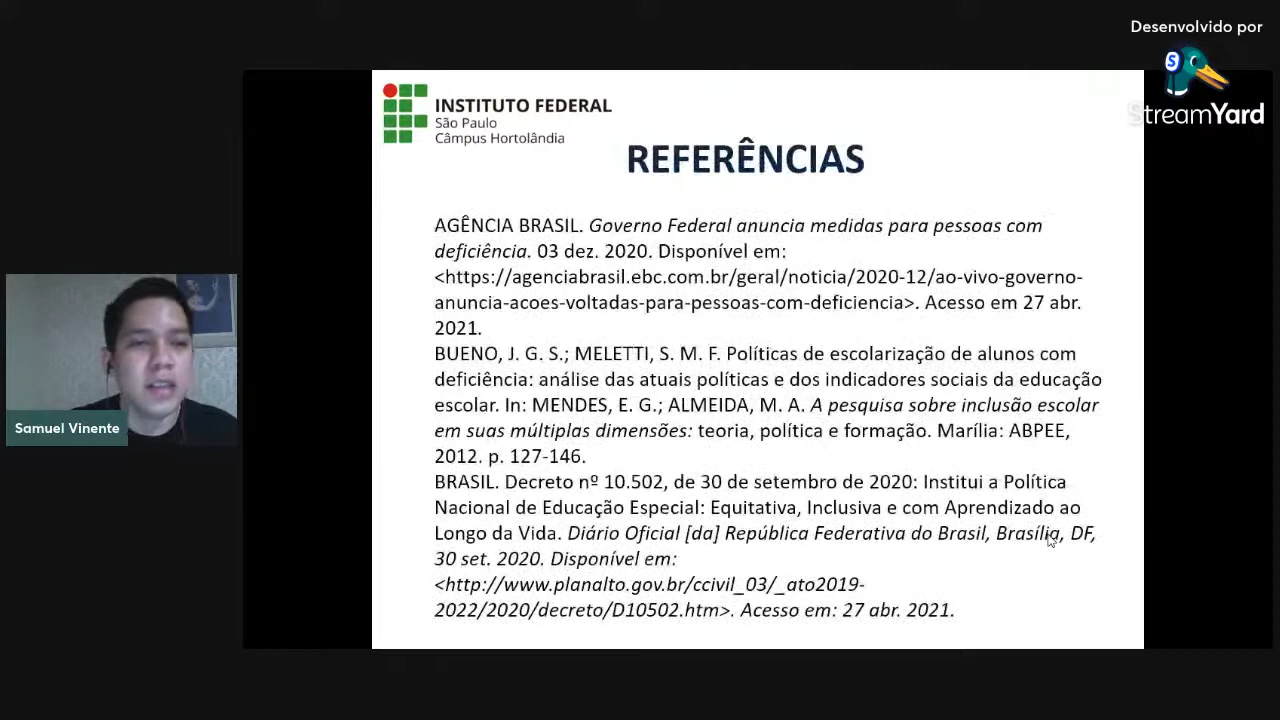 Desenvolvido por
StreamYard
INSTITUTO FEDERAL
São Paulo
Câmpus Hortolândia
REFERÊNCIAS
AGÊNCIA BRASIL. Governo Federal anuncia medidas para pessoas com
deficiência. 03 dez. 2020. Disponível em:
<https://agenciabrasil.ebc.com.br/geral/noticia/2020-12/ao-vivo-governo-
anuncia-acoes-voltadas-para-pessoas-com-deficiencia>. Acesso em 27 abr.
2021.
BUENO, J. G. S.; MELETTI, S. M. F. Políticas de escolarização de alunos com
deficiência: análise das atuais políticas e dos indicadores sociais da educação
escolar. In: MENDES, E. G.; ALMEIDA, M. A. A pesquisa sobre inclusão escolar
em suas múltiplas dimensões: teoria, política e formação. Marília: ABPEE,
2012. p. 127-146.
BRASIL. Decreto nº 10.502, de 30 de setembro de 2020: Institui a Política
Nacional de Educação Especial: Equitativa, Inclusiva e com Aprendizado ao
Longo da Vida. Diário Oficial [da] República Federativa do Brasil, Brasília, DF,
30 set. 2020. Disponível em:
<http://www.planalto.gov.br/ccivil_03/_ato2019-
2022/2020/decreto/D10502.htm>. Acesso em: 27 abr. 2021.
Samuel Vinente